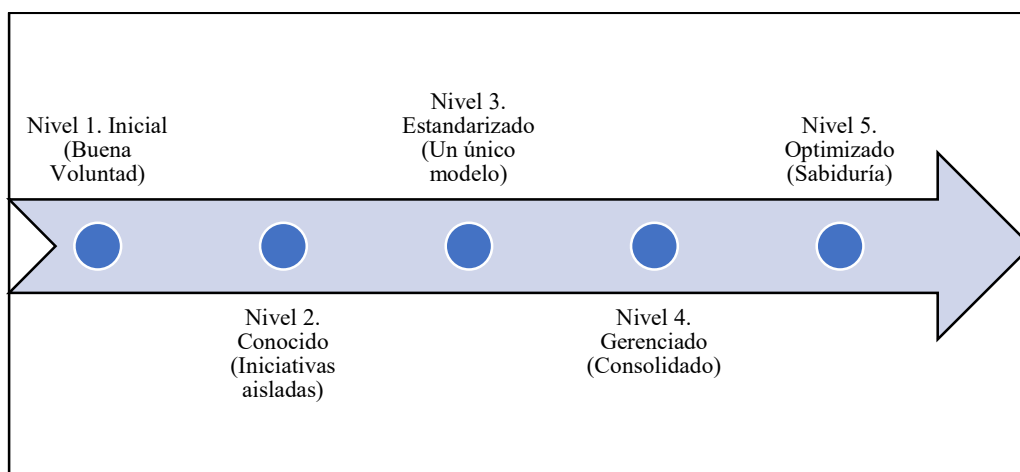 Nivel 1. Inicial
(Buena
Voluntad)
Nivel 2.
Conocido
(Iniciativas
aisladas)
Nivel 3.
Estandarizado
(Un único
modelo)
Nivel 4.
Gerenciado
(Consolidado)
Nivel 5.
Optimizado
(Sabiduría)